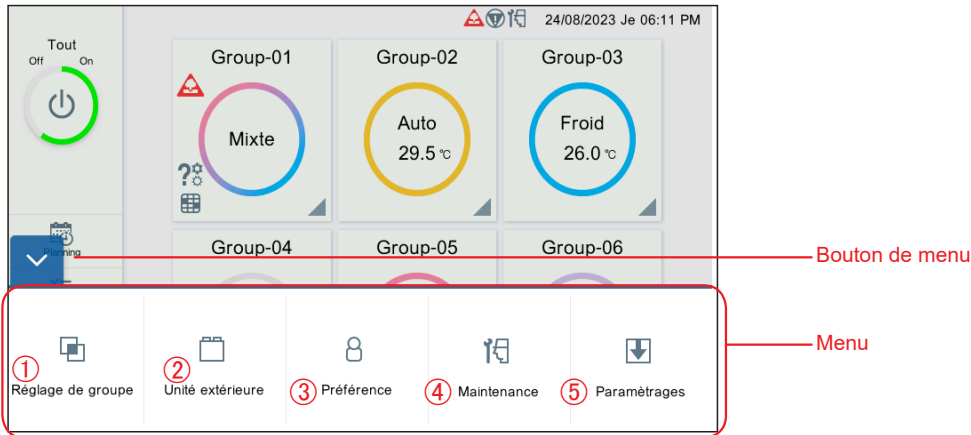 24/08/2023 Je 06:11 PM
Tout
Off On
Group-01
Mixte
Group-02
Auto
29.5 ℃
Group-03
Froid
26.0 ℃
Planning
Group-04
Group-05
Group-06
Bouton de menu
Menu
① Réglage de groupe
② Unité extérieure
③ Préférence
④ Maintenance
⑤ Paramètrages